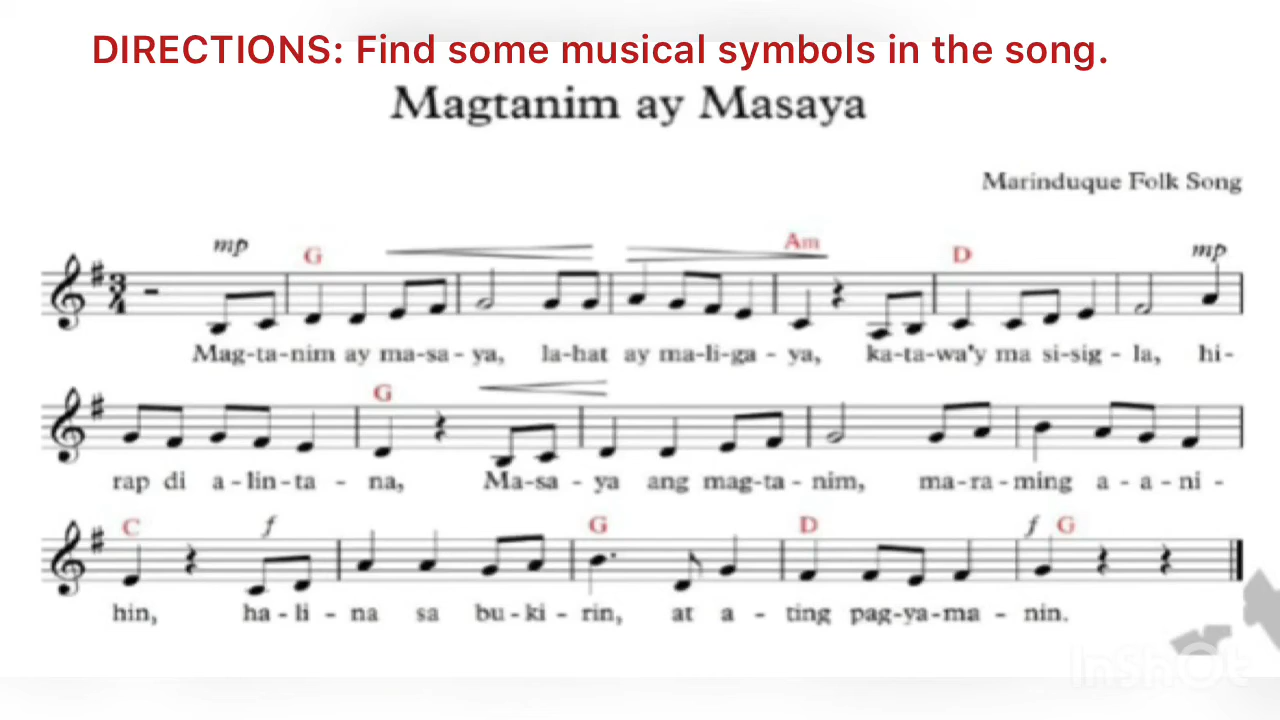 DIRECTIONS: Find some musical symbols in the song.
Magtanim ay Masaya
Marinduque Folk Song
mp G Am D mp
3
4
Mag-ta-nim ay ma-sa-ya, la-hat ay ma-li-ga-ya, ka-ta-wa'y ma si-sig-la, hi-
G
rap di a-lin-ta-na, Ma-sa-ya ang mag-ta-nim, ma-ra-ming a-a-ni-
C f G D f G
hin, ha-li-na sa bu-ki-rin, at a-ting pag-ya-ma-nin.
InShOt